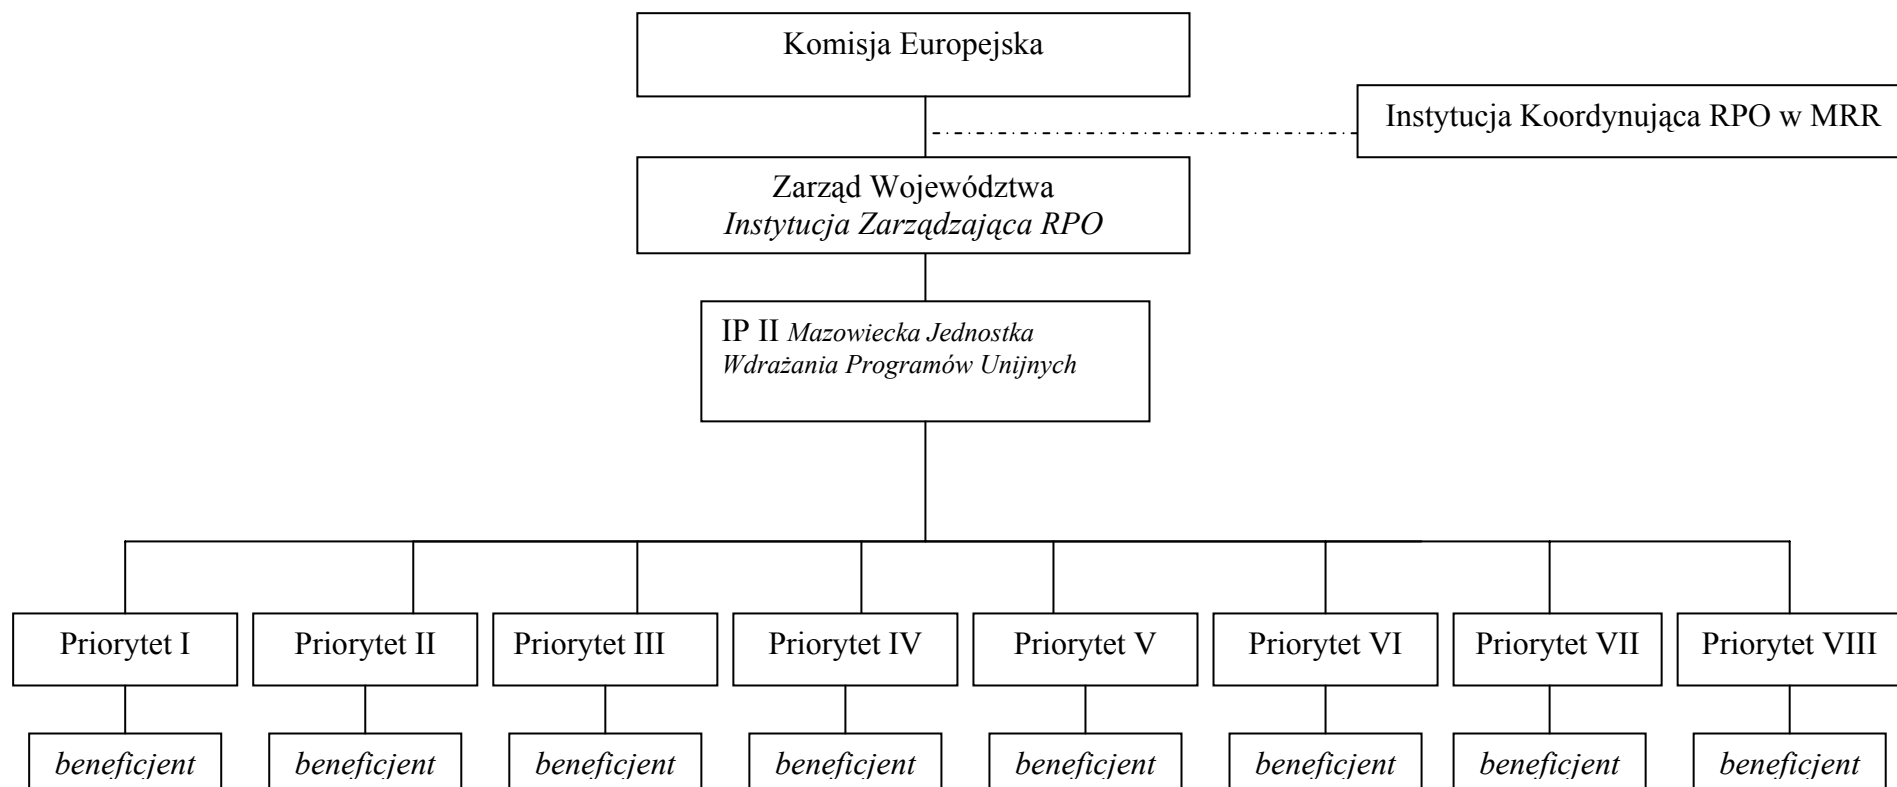 Komisja Europejska
Instytucja Koordynująca RPO w MRR
Zarząd Województwa
Instytucja Zarządzająca RPO
IP II Mazowiecka Jednostka
Wdrażania Programów Unijnych
Priorytet I
Priorytet II
Priorytet III
Priorytet IV
Priorytet V
Priorytet VI
Priorytet VII
Priorytet VIII
beneficjent
beneficjent
beneficjent
beneficjent
beneficjent
beneficjent
beneficjent
beneficjent